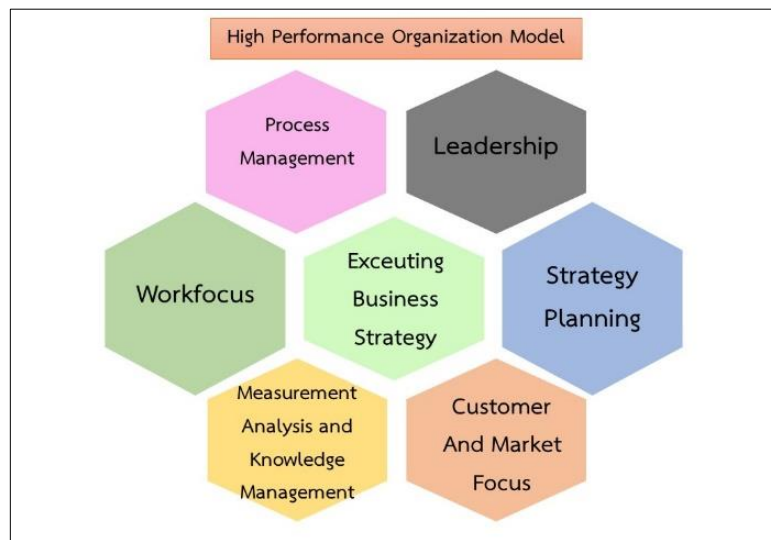 High Performance Organization Model
Process
Management
Leadership
Workfocus
Exceuting
Business
Strategy
Strategy
Planning
Measurement
Analysis and
Knowledge
Management
Customer
And Market
Focus